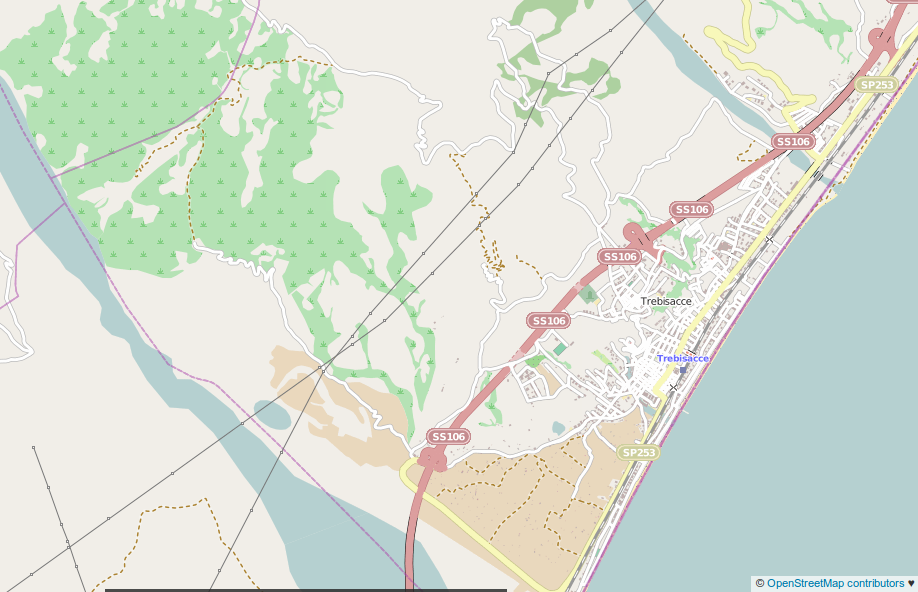 SP253
SS106
SS106
SS106
Trebisacce
SS106
Trebisacce
SS106
SP253
© OpenStreetMap contributors ♥